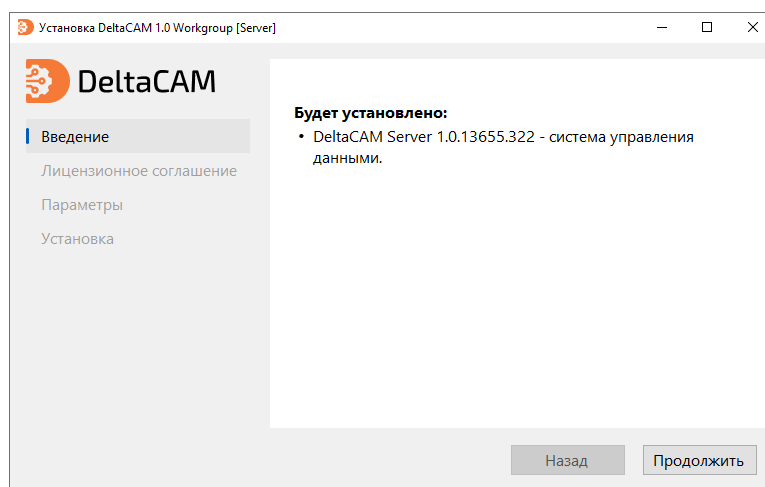 Установка DeltaCAM 1.0 Workgroup [Server]
DeltaCAM
Введение
Лицензионное соглашение
Параметры
Установка
Будет установлено:
• DeltaCAM Server 1.0.13655.322 - система управления
данными.
Назад
Продолжить